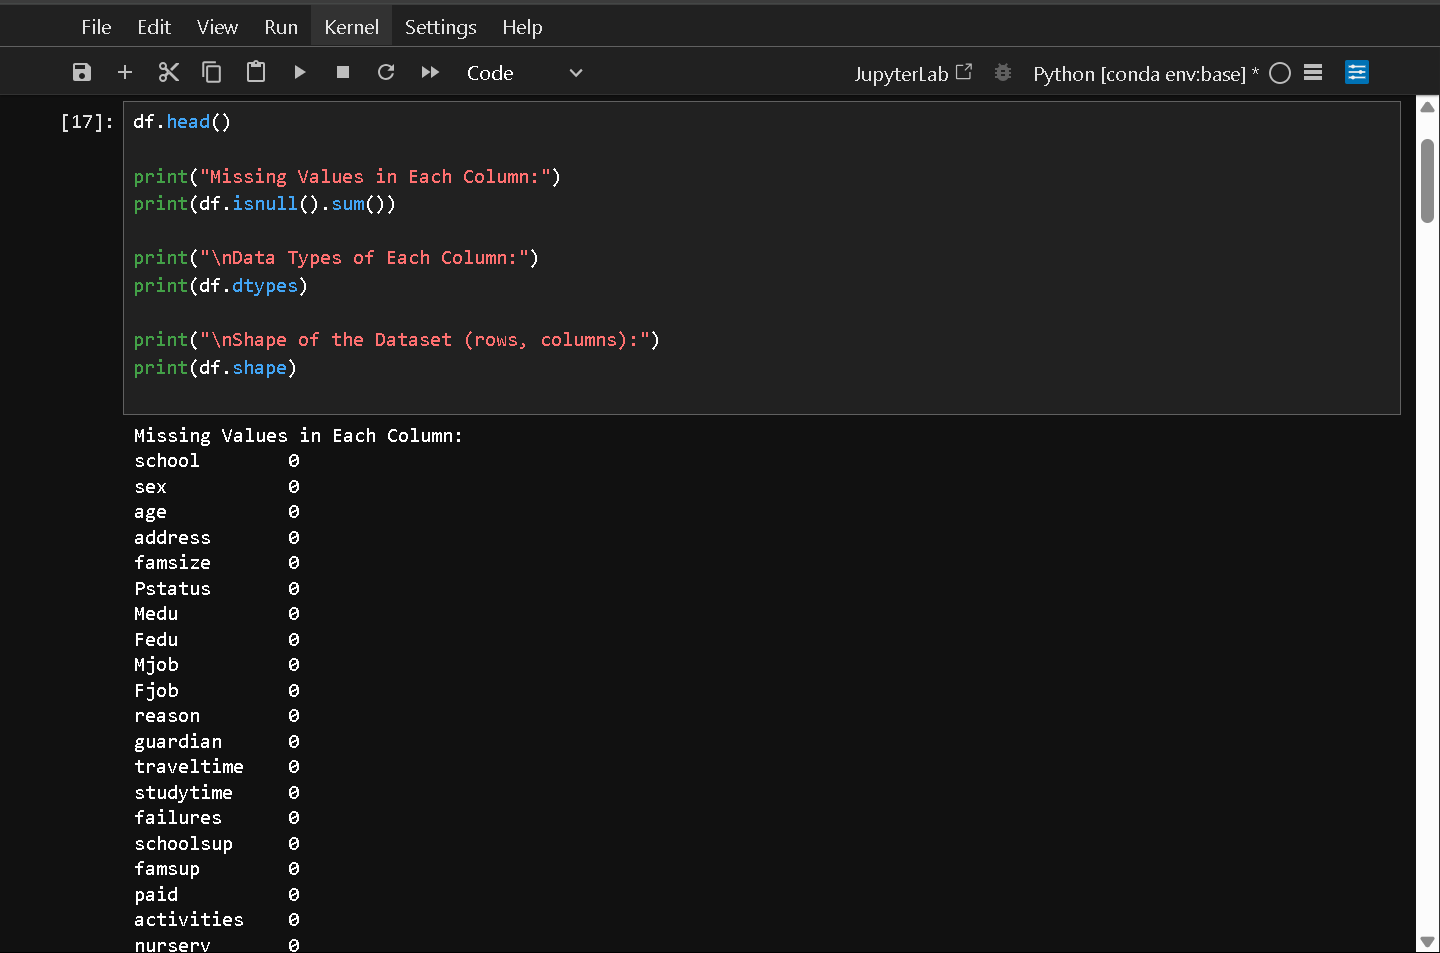 File Edit View Run Kernel Settings Help
Code JupyterLab Python [conda env:base] *
[17]: df.head()
print("Missing Values in Each Column:")
print(df.isnull().sum())
print("\nData Types of Each Column:")
print(df.dtypes)
print("\nShape of the Dataset (rows, columns):")
print(df.shape)
Missing Values in Each Column:
school 0
sex 0
age 0
address 0
famsize 0
Pstatus 0
Medu 0
Fedu 0
Mjob 0
Fjob 0
reason 0
guardian 0
traveltime 0
studytime 0
failures 0
schoolsup 0
famsup 0
paid 0
activities 0
nursery 0